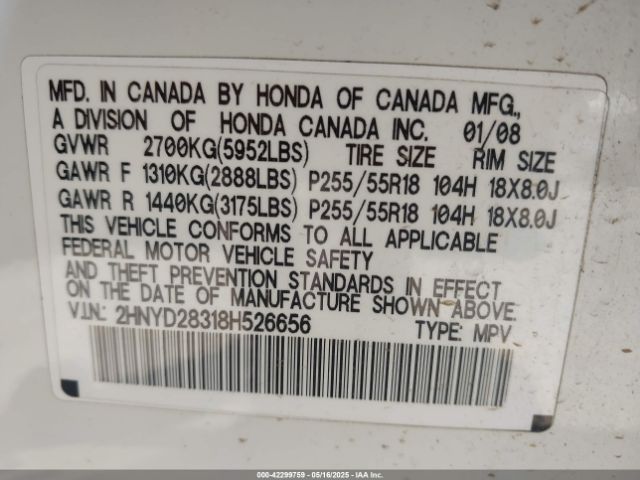 MFD. IN CANADA BY HONDA OF CANADA MFG.,
A DIVISION OF HONDA CANADA INC. 01/08
GVWR 2700KG(5952LBS) TIRE SIZE RIM SIZE
GAWR F 1310KG(2888LBS) P255/55R18 104H 18X8.0J
GAWR R 1440KG(3175LBS) P255/55R18 104H 18X8.0J
THIS VEHICLE CONFORMS TO ALL APPLICABLE
FEDERAL MOTOR VEHICLE SAFETY
AND THEFT PREVENTION STANDARDS IN EFFECT
ON THE DATE OF MANUFACTURE SHOWN ABOVE.
V.I.N.: 2HNYD28318H526656 TYPE: MPV
000-42299759 - 05/16/2025 - IAAI Inc.